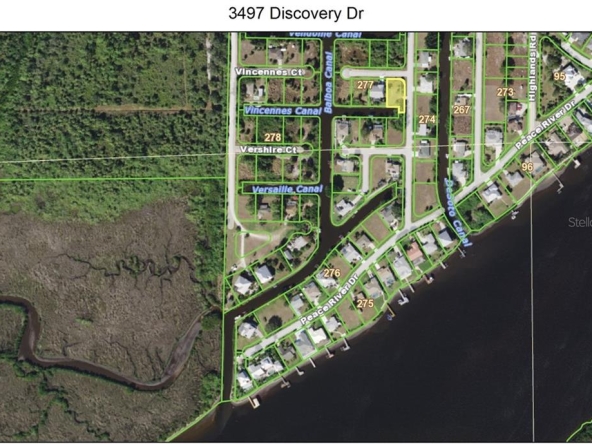 3497 Discovery Dr
Vendome Canal
Balboa Canal
Vincennes Ct
277
Vincennes Canal
278
Vershire Ct
Versaille Canal
274
267
273
Highlands Rd
95
Peace River Dr
96
Desoto Canal
276
275
Peace River Dr
Stell